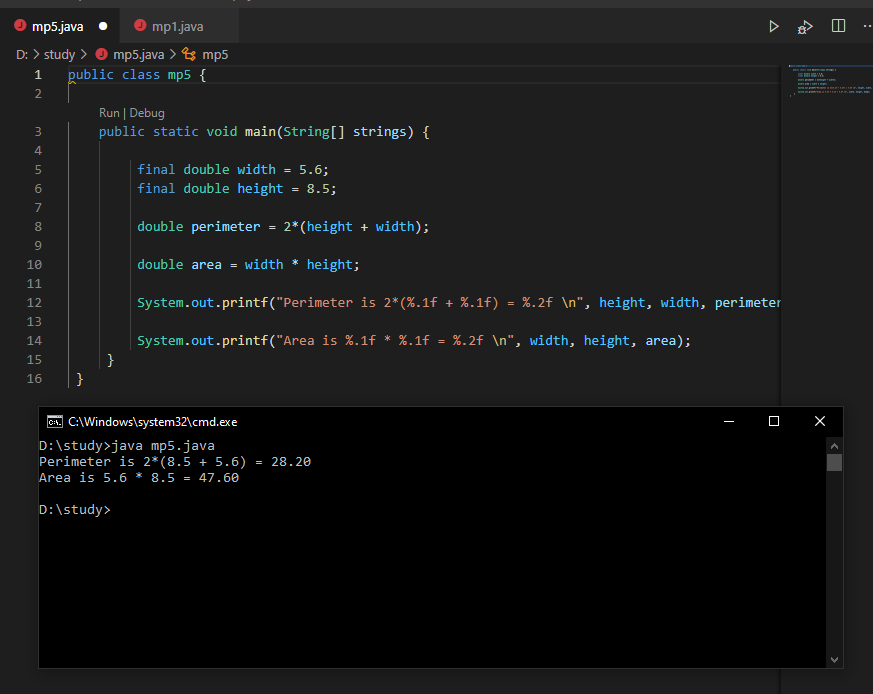 mp5.java mp1.java
D: > study > mp5.java > mp5
1 public class mp5 {
2
Run | Debug
3 public static void main(String[] strings) {
4
5 final double width = 5.6;
6 final double height = 8.5;
7
8 double perimeter = 2*(height + width);
9
10 double area = width * height;
11
12 System.out.printf("Perimeter is 2*(%.1f + %.1f) = %.2f \n", height, width, perimeter
13
14 System.out.printf("Area is %.1f * %.1f = %.2f \n", width, height, area);
15 }
16 }
C:\Windows\system32\cmd.exe
D:\study>java mp5.java
Perimeter is 2*(8.5 + 5.6) = 28.20
Area is 5.6 * 8.5 = 47.60
D:\study>